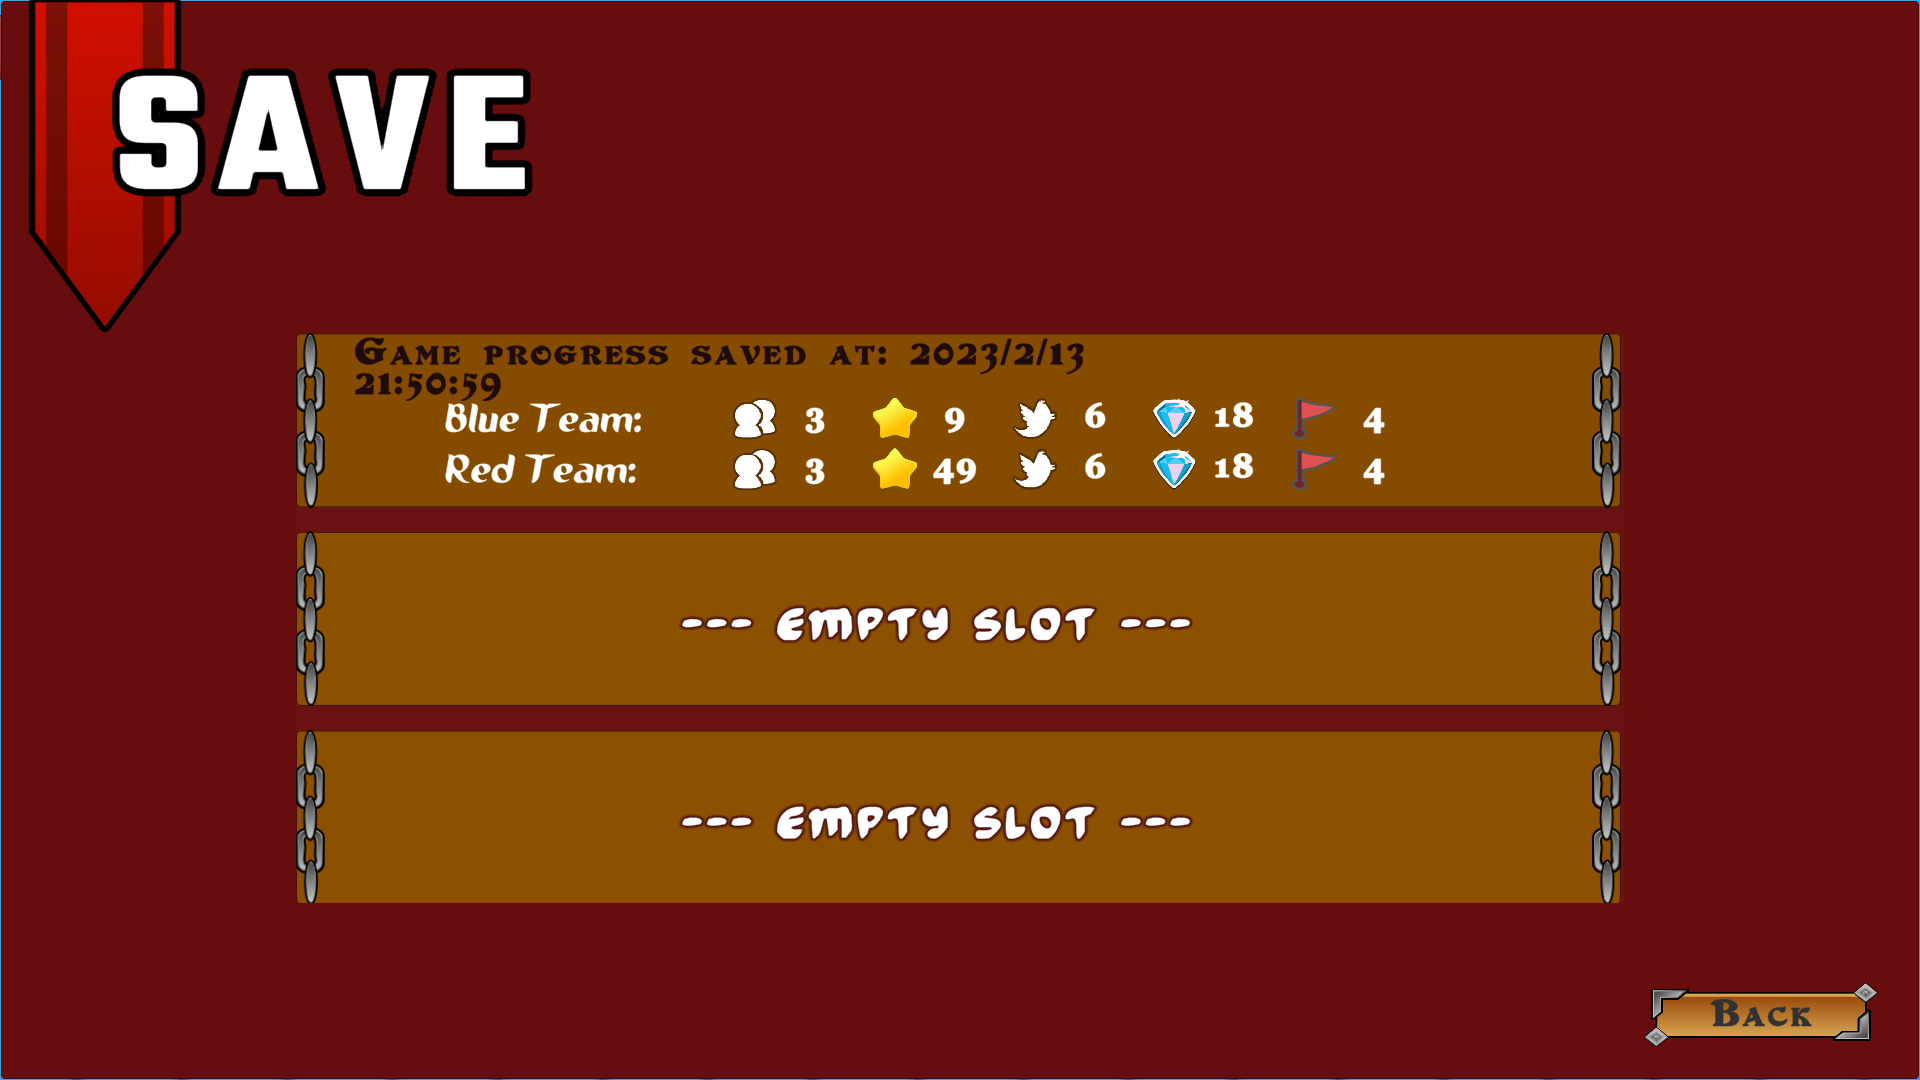 SAVE
Game progress saved at: 2023/2/13
21:50:59
Blue Team: 3 9 6 18 4
Red Team: 3 49 6 18 4
--- EMPTY SLOT ---
--- EMPTY SLOT ---
Back